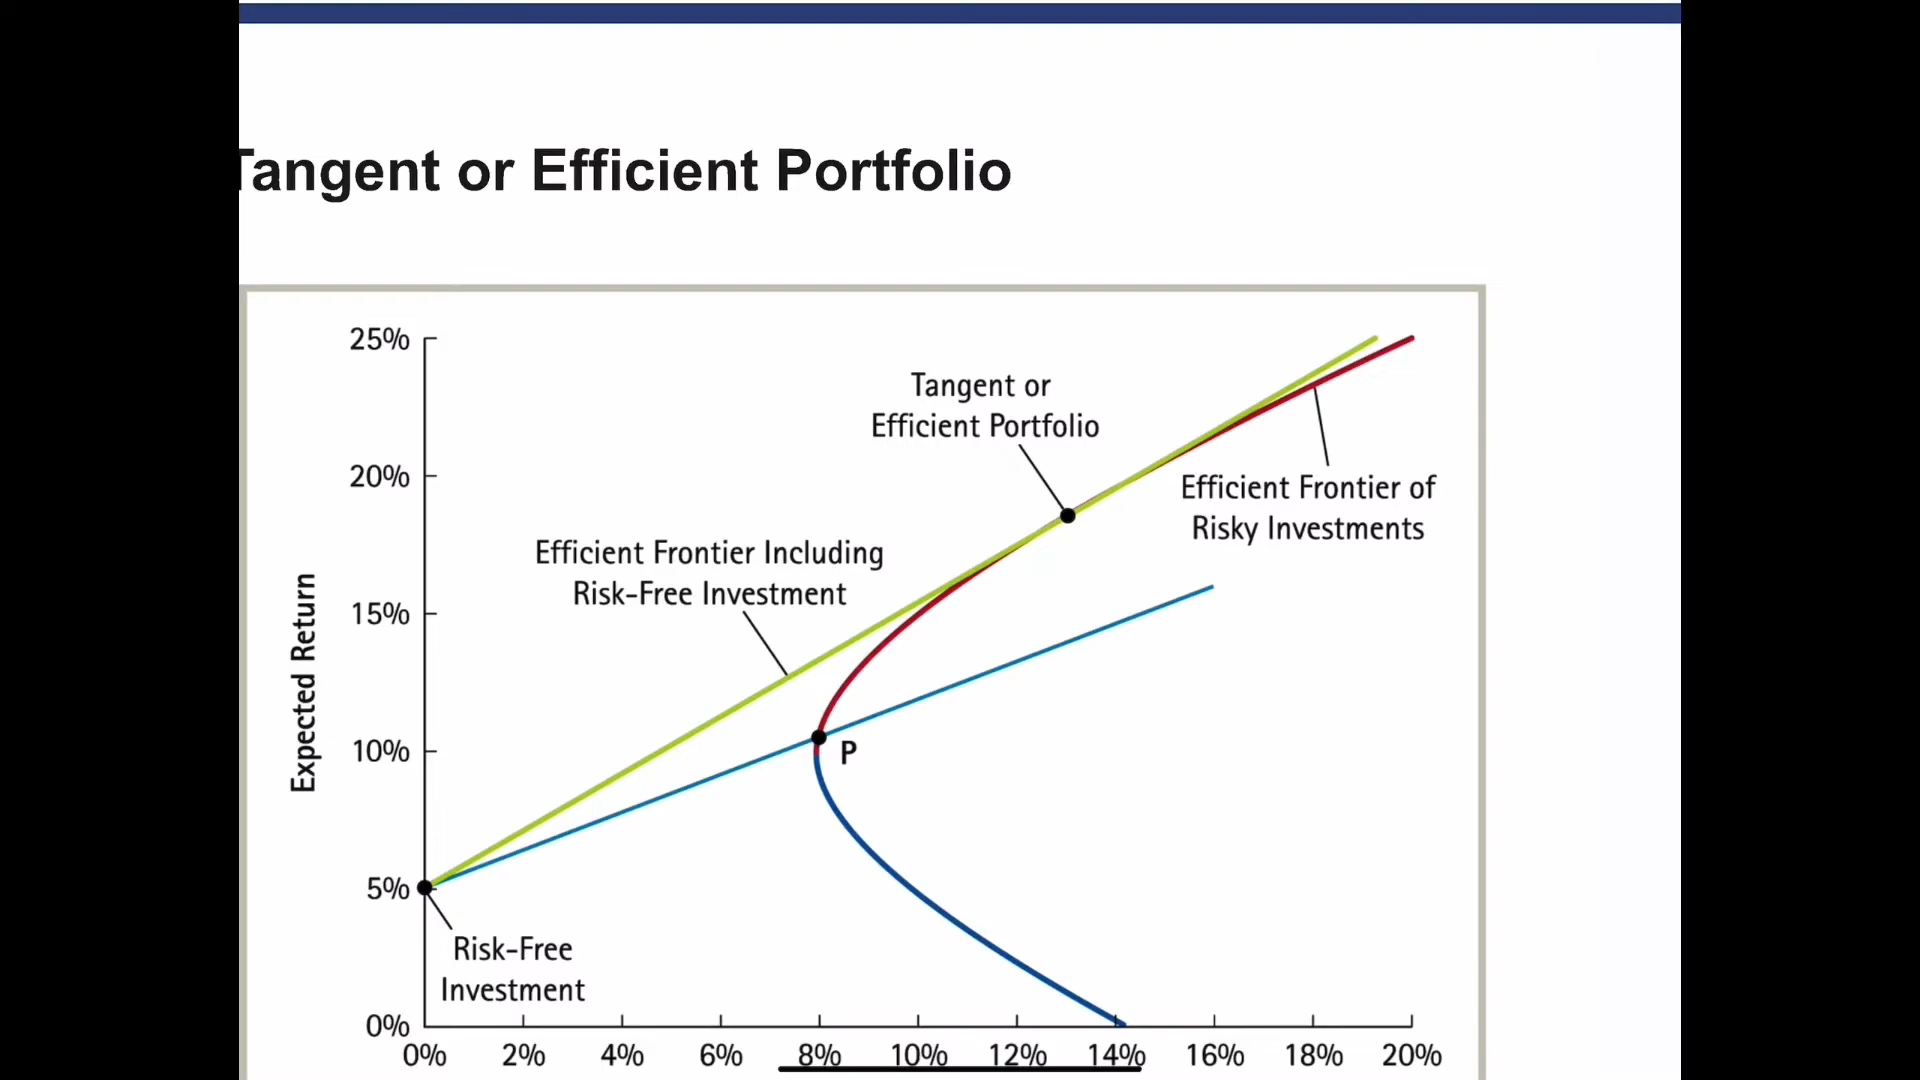 Tangent or Efficient Portfolio
25%
Tangent or
Efficient Portfolio
20%
Efficient Frontier of
Risky Investments
Efficient Frontier Including
Risk-Free Investment
15%
Expected Return
10%
P
5%
Risk-Free
Investment
0%
0% 2% 4% 6% 8% 10% 12% 14% 16% 18% 20%